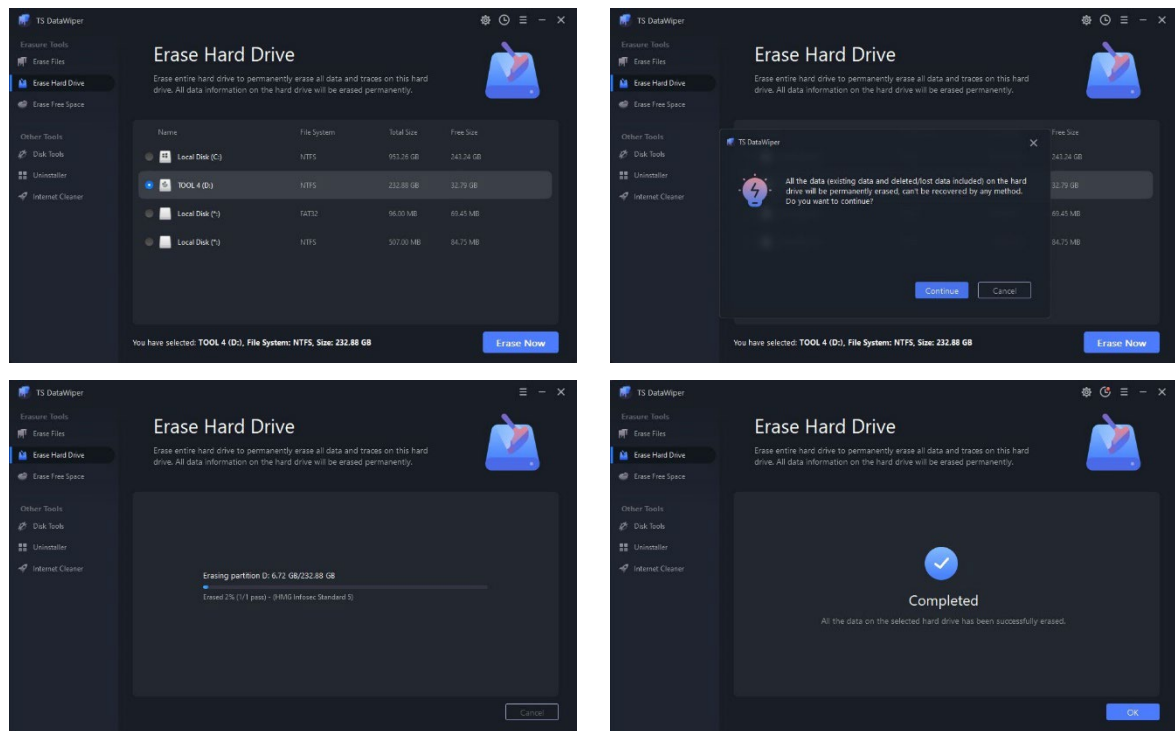 TS DataWiper
Erasure Tools
Erase Files
Erase Hard Drive
Erase Free Space
Other Tools
Disk Tools
Uninstaller
Internet Cleaner
Erase Hard Drive
Erase entire hard drive to permanently erase all data and traces on this hard
drive. All data information on the hard drive will be erased permanently.
Name File System Total Size Free Size
Local Disk (C:) NTFS 953.26 GB 243.24 GB
TOOL 4 (D:) NTFS 232.88 GB 32.79 GB
Local Disk (*:) FAT32 96.00 MB 69.45 MB
Local Disk (*:) NTFS 507.00 MB 84.75 MB
You have selected: TOOL 4 (D:), File System: NTFS, Size: 232.88 GB
Erase Now
TS DataWiper
Erasure Tools
Erase Files
Erase Hard Drive
Erase Free Space
Other Tools
Disk Tools
Uninstaller
Internet Cleaner
Erase Hard Drive
Erase entire hard drive to permanently erase all data and traces on this hard
drive. All data information on the hard drive will be erased permanently.
Free Size
243.24 GB
32.79 GB
69.45 MB
84.75 MB
TS DataWiper
All the data (existing data and deleted/lost data included) on the hard
drive will be permanently erased, can't be recovered by any method.
Do you want to continue?
Continue Cancel
You have selected: TOOL 4 (D:), File System: NTFS, Size: 232.88 GB
Erase Now
TS DataWiper
Erasure Tools
Erase Files
Erase Hard Drive
Erase Free Space
Other Tools
Disk Tools
Uninstaller
Internet Cleaner
Erase Hard Drive
Erase entire hard drive to permanently erase all data and traces on this hard
drive. All data information on the hard drive will be erased permanently.
Erasing partition D: 6.72 GB/232.88 GB
Erased 2% (1/1 pass) - (HMG Infosec Standard 5)
Cancel
TS DataWiper
Erasure Tools
Erase Files
Erase Hard Drive
Erase Free Space
Other Tools
Disk Tools
Uninstaller
Internet Cleaner
Erase Hard Drive
Erase entire hard drive to permanently erase all data and traces on this hard
drive. All data information on the hard drive will be erased permanently.
Completed
All the data on the selected hard drive has been successfully erased.
OK